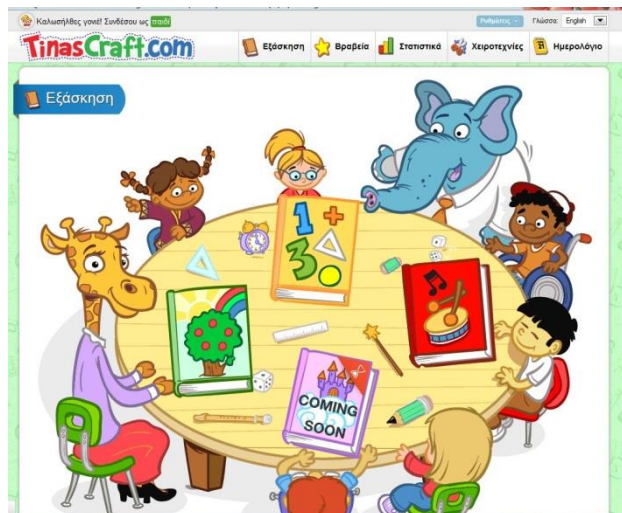 Καλωσήλθες γονιέ! Συνδέσου ως παιδί
Ρυθμίσεις
Γλώσσα: English
TinasCraft.com
Εξάσκηση
Βραβεία
Στατιστικά
Χειροτεχνίες
Ημερολόγιο
Εξάσκηση
1+
3
COMING
SOON